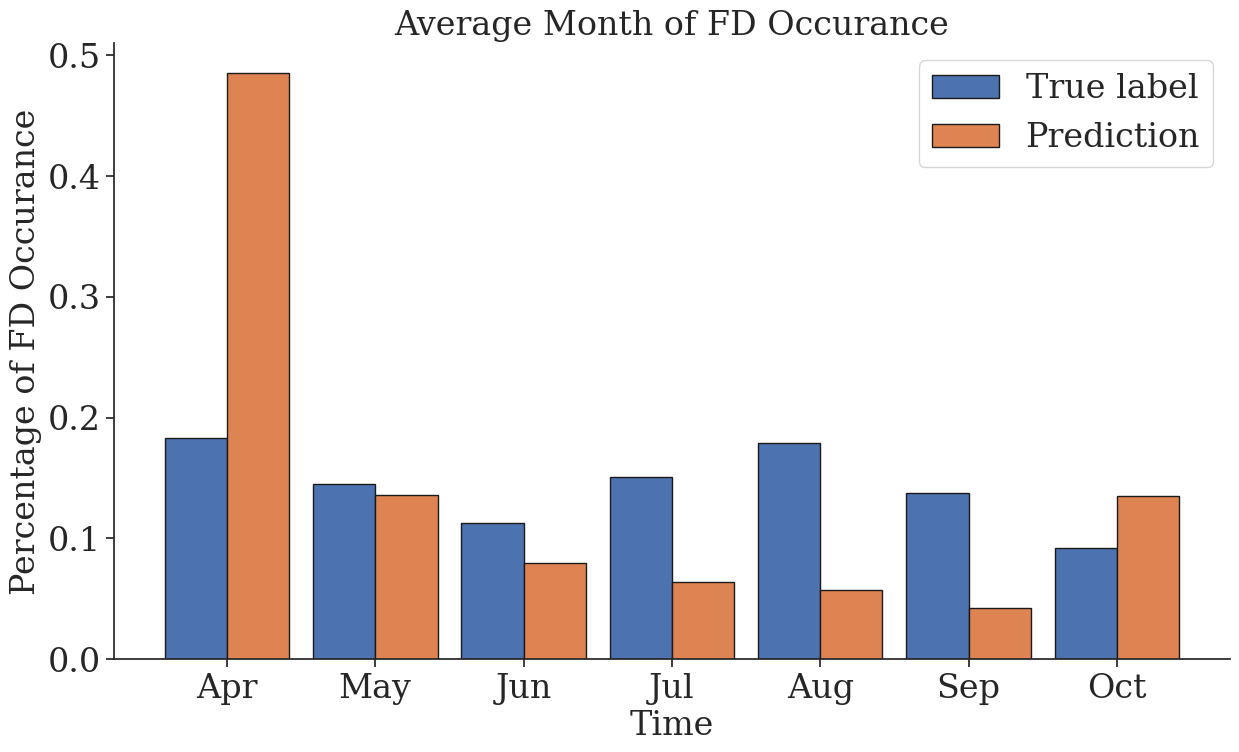 Average Month of FD Occurance
Percentage of FD Occurance
0.5
0.4
0.3
0.2
0.1
0.0
True label
Prediction
Apr May Jun Jul Aug Sep Oct
Time